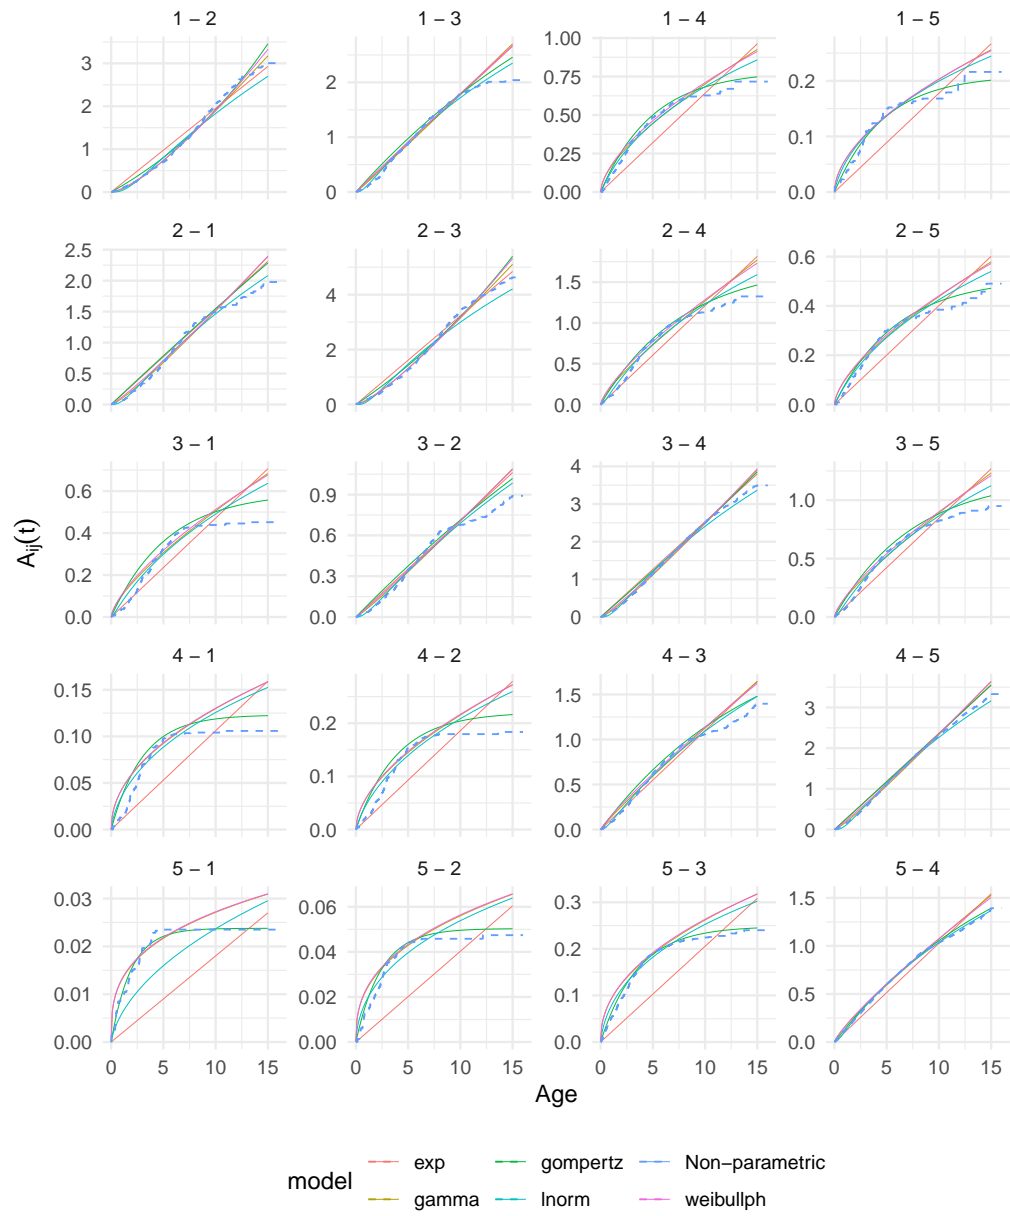 1 − 2 1 − 3 1 − 4 1 − 5
3 2 1 0
2 1 0
1.00 0.75 0.50 0.25 0.00
0.2 0.1 0.0
2 − 1 2 − 3 2 − 4 2 − 5
2.5 2.0 1.5 1.0 0.5 0.0
4 2 0
1.5 1.0 0.5 0.0
0.6 0.4 0.2 0.0
3 − 1 3 − 2 3 − 4 3 − 5
0.6 0.4 0.2 0.0
0.9 0.6 0.3 0.0
4 3 2 1 0
1.0 0.5 0.0
4 − 1 4 − 2 4 − 3 4 − 5
0.15 0.10 0.05 0.00
0.2 0.1 0.0
1.5 1.0 0.5 0.0
3 2 1 0
5 − 1 5 − 2 5 − 3 5 − 4
0.03 0.02 0.01 0.00
0.06 0.04 0.02 0.00
0.3 0.2 0.1 0.0
1.5 1.0 0.5 0.0
0 5 10 15 0 5 10 15 0 5 10 15 0 5 10 15
Aij(t)
Age
model
exp gompertz Non−parametric
gamma lnorm weibullph